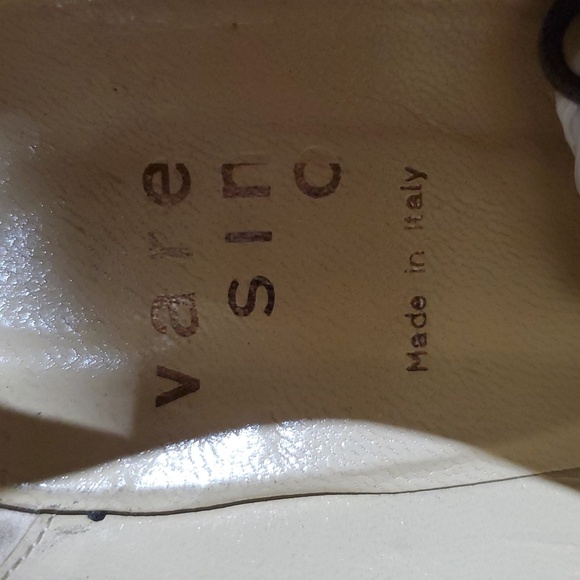 vare
sin
c
Made in Italy